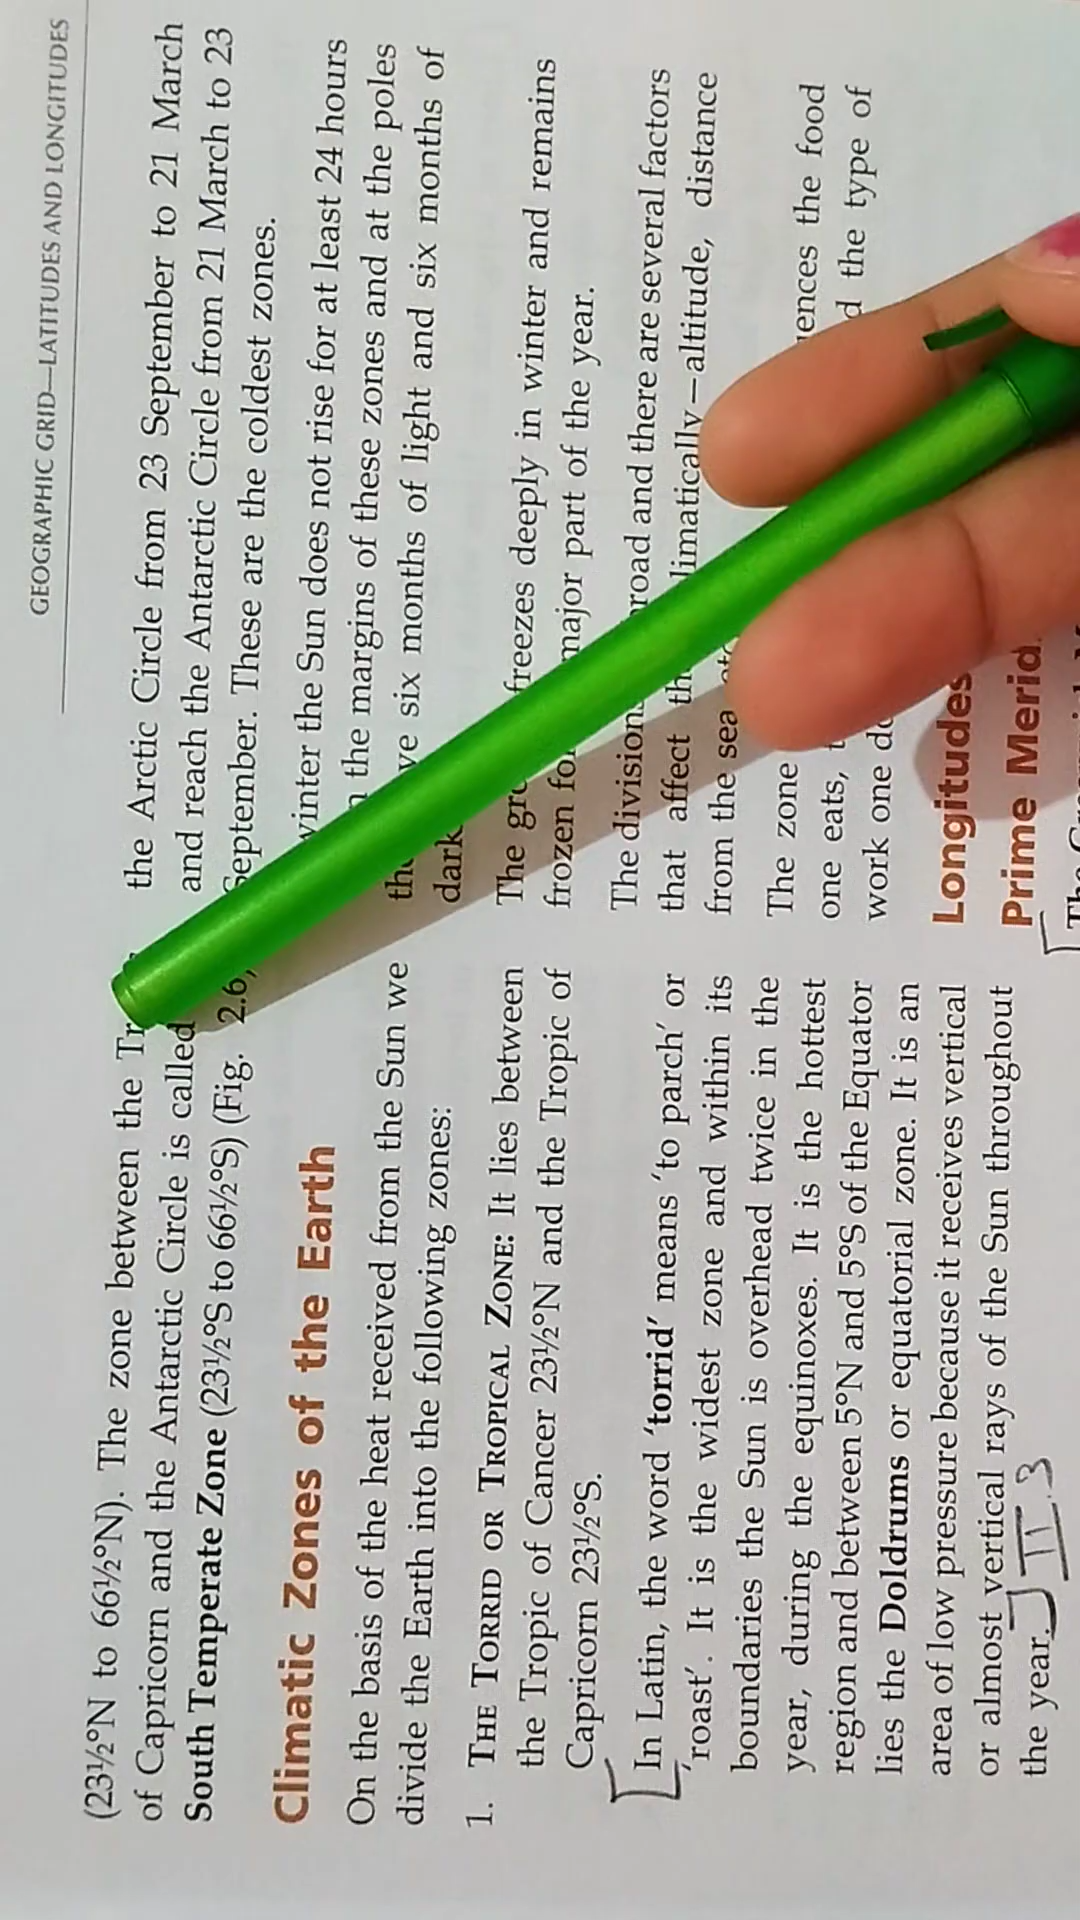 GEOGRAPHIC GRID—LATITUDES AND LONGITUDES
(23½°N to 66½°N). The zone between the
of Capricorn and the Antarctic Circle is called
South Temperate Zone (23½°S to 66½°S) (Fig. 2.6,
Climatic Zones of the Earth
On the basis of the heat received from the Sun we
divide the Earth into the following zones:
1. THE TORRID OR TROPICAL ZONE: It lies between
the Tropic of Cancer 23½°N and the Tropic of
Capricorn 23½°S.
In Latin, the word 'torrid' means 'to parch' or
'roast'. It is the widest zone and within its
boundaries the Sun is overhead twice in the
year, during the equinoxes. It is the hottest
region and between 5°N and 5°S of the Equator
lies the Doldrums or equatorial zone. It is an
area of low pressure because it receives vertical
or almost vertical rays of the Sun throughout
the year. II.3
the Arctic Circle from 23 September to 21 March
and reach the Antarctic Circle from 21 March to 23
September. These are the coldest zones.
winter the Sun does not rise for at least 24 hours
the margins of these zones and at the poles
six months of light and six months of
dark
The freezes deeply in winter and remains
frozen major part of the year.
The broad and there are several factors
that affect climatically—altitude, distance
from the sea
The zone the food
one eats, the type of
work one
Longitudes
Prime